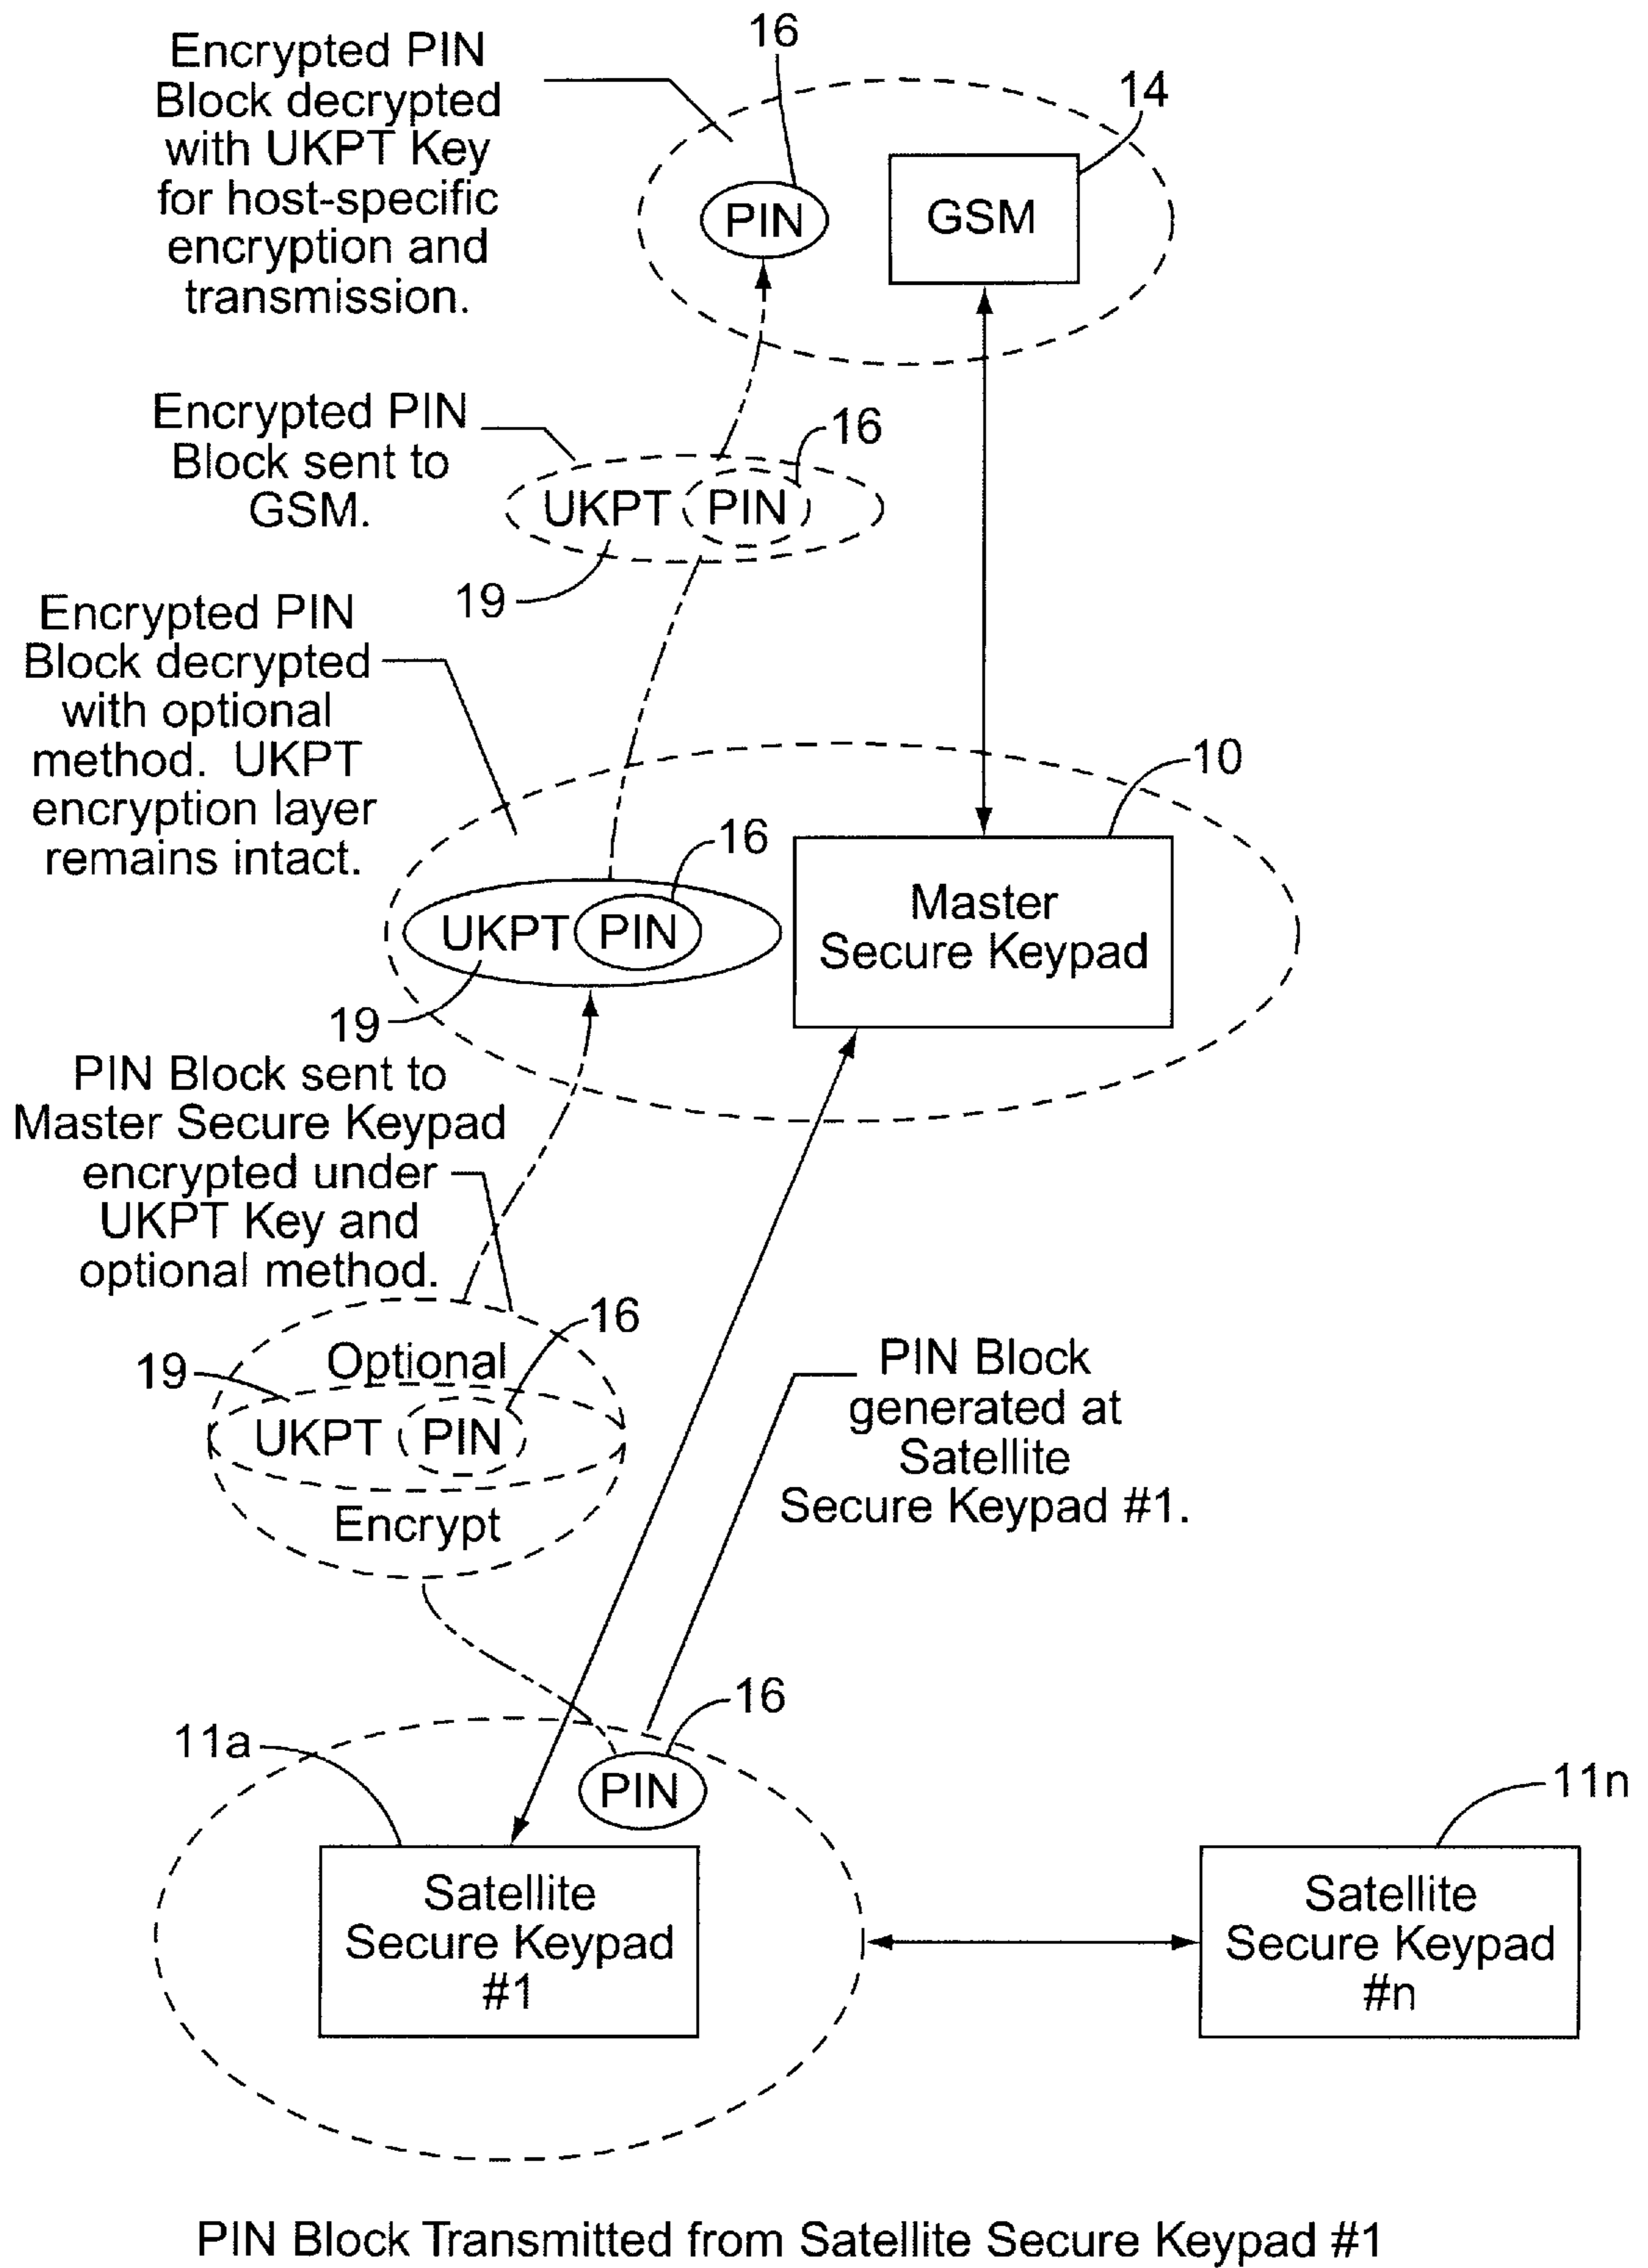 16
Encrypted PIN
Block decrypted
with UKPT Key
for host-specific
encryption and
transmission.
14
PIN
GSM
Encrypted PIN
Block sent to
GSM.
16
UKPT PIN
19
Encrypted PIN
Block decrypted
with optional
method. UKPT
encryption layer
remains intact.
10
16
UKPT PIN
Master
Secure Keypad
19
PIN Block sent to
Master Secure Keypad
encrypted under
UKPT Key and
optional method.
16
19
Optional
UKPT PIN
Encrypt
PIN Block
generated at
Satellite
Secure Keypad #1.
16
11a
PIN
11n
Satellite
Secure Keypad
#1
Satellite
Secure Keypad
#n
PIN Block Transmitted from Satellite Secure Keypad #1